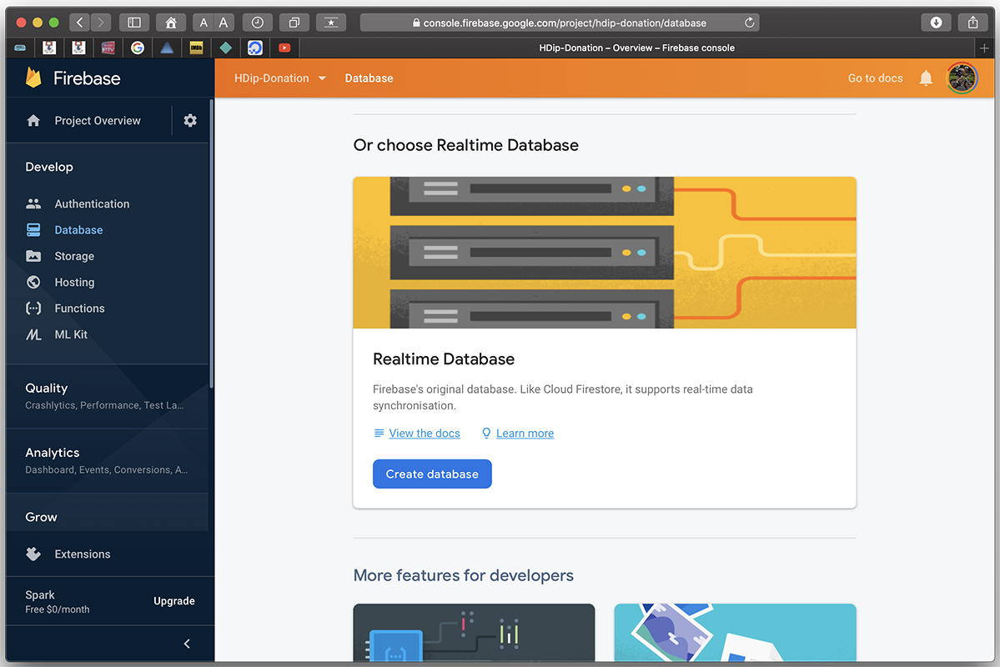 A A
console.firebase.google.com/project/hdip-donation/database
IPTV
G
IMDb
HDip-Donation – Overview – Firebase console
Firebase
HDip-Donation
Database
Go to docs
Project Overview
Develop
Authentication
Database
Storage
Hosting
Functions
ML Kit
Quality
Crashlytics, Performance, Test La...
Analytics
Dashboard, Events, Conversions, A...
Grow
Extensions
Spark
Free $0/month
Upgrade
Or choose Realtime Database
Realtime Database
Firebase's original database. Like Cloud Firestore, it supports real-time data
synchronisation.
View the docs
Learn more
Create database
More features for developers